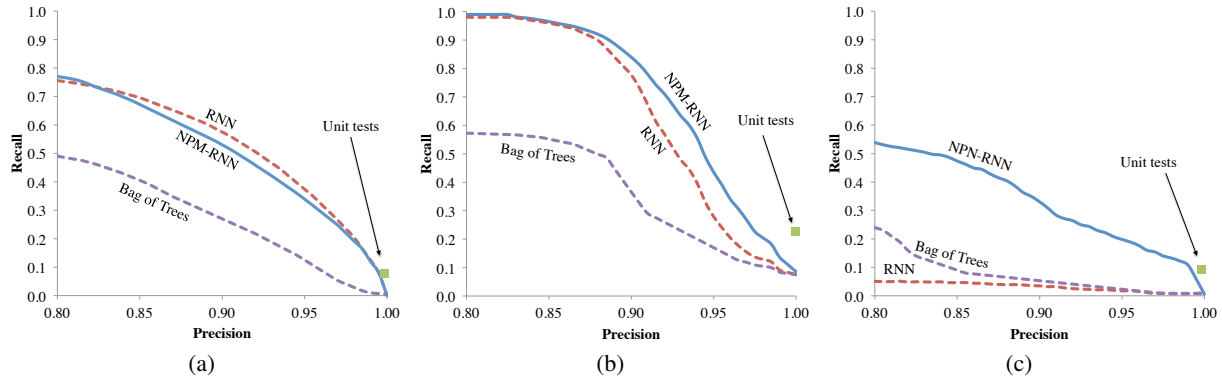 1.0
0.9
0.8
0.7
0.6
0.5
0.4
0.3
0.2
0.1
0.0
Recall
0.80
0.85
0.90
0.95
1.00
Precision
RNN
NPM-RNN
Bag of Trees
Unit tests
(a)
1.0
0.9
0.8
0.7
0.6
0.5
0.4
0.3
0.2
0.1
0.0
Recall
0.80
0.85
0.90
0.95
1.00
Precision
NPM-RNN
RNN
Bag of Trees
Unit tests
(b)
1.0
0.9
0.8
0.7
0.6
0.5
0.4
0.3
0.2
0.1
0.0
Recall
0.80
0.85
0.90
0.95
1.00
Precision
NPN-RNN
Bag of Trees
RNN
Unit tests
(c)